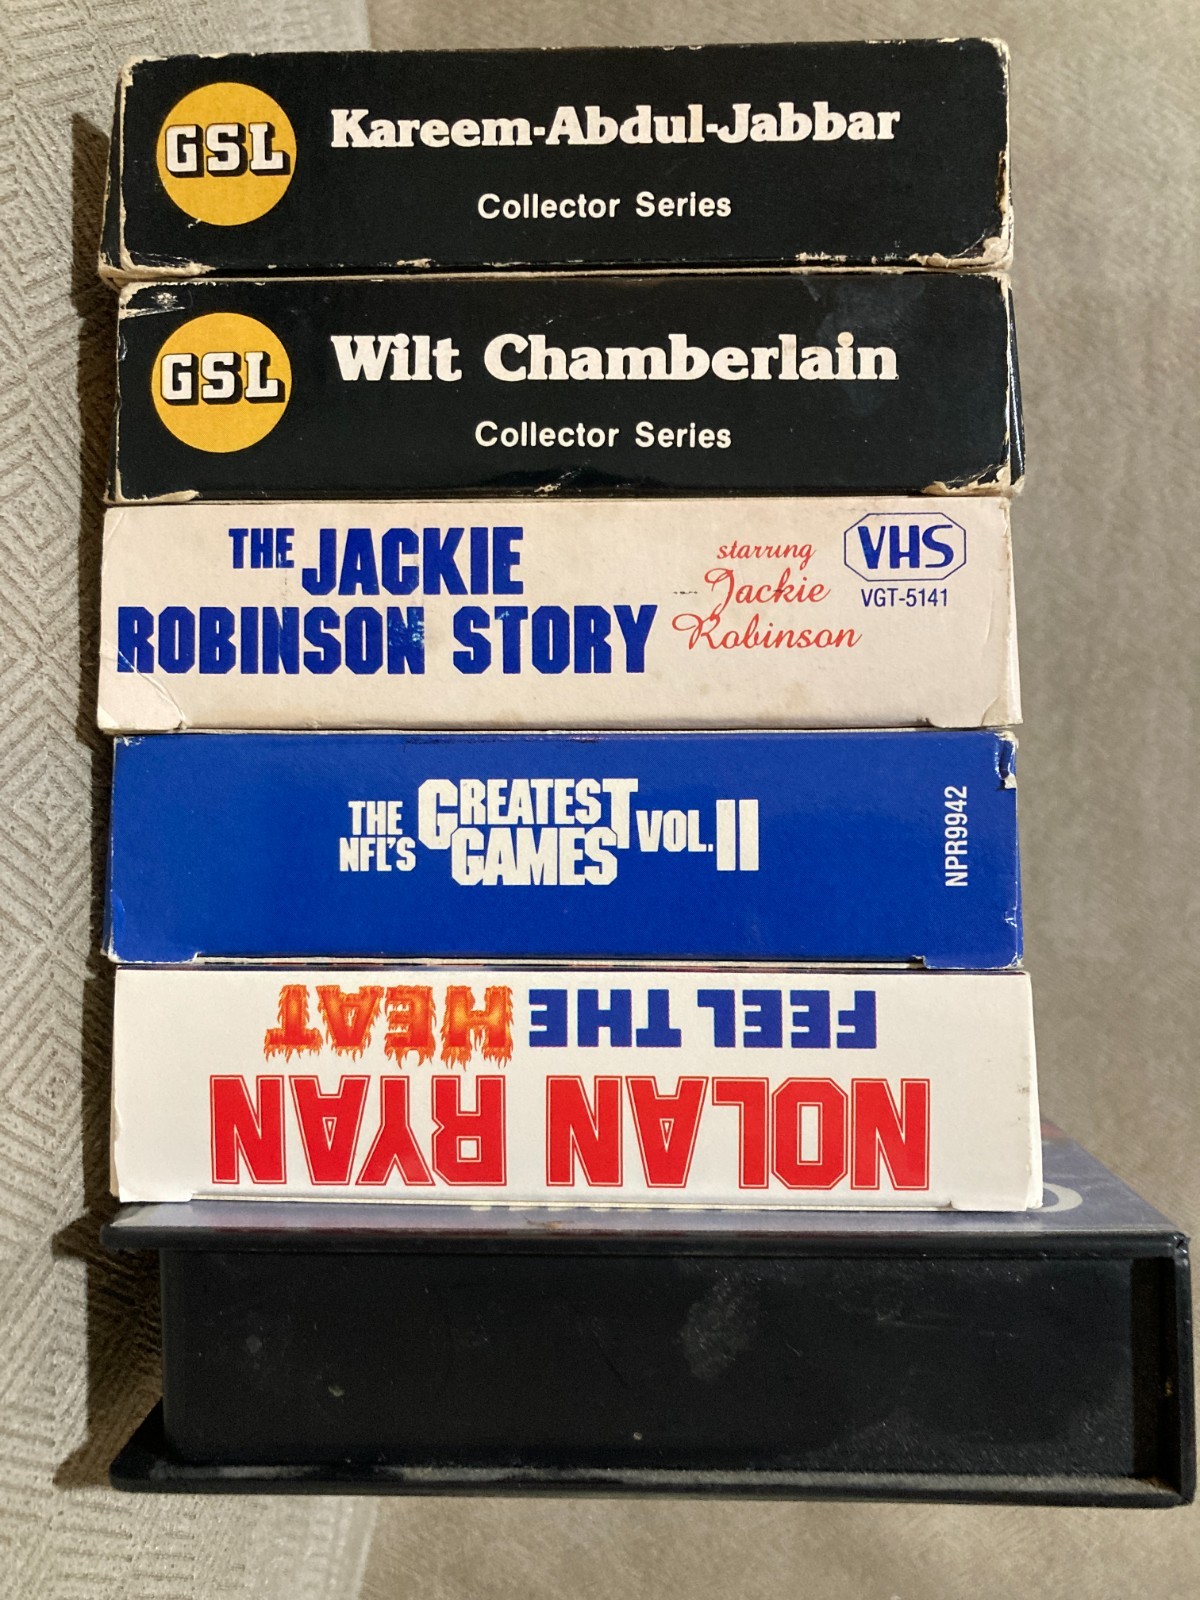 GSL
Kareem-Abdul-Jabbar
Collector Series
GSL
Wilt Chamberlain
Collector Series
THE JACKIE
ROBINSON STORY
starring
Jackie
Robinson
VHS
VGT-5141
THE
NFL'S
GREATEST
GAMES
VOL. II
NPR9942
NOLAN RYAN
FEEL THE HEAT